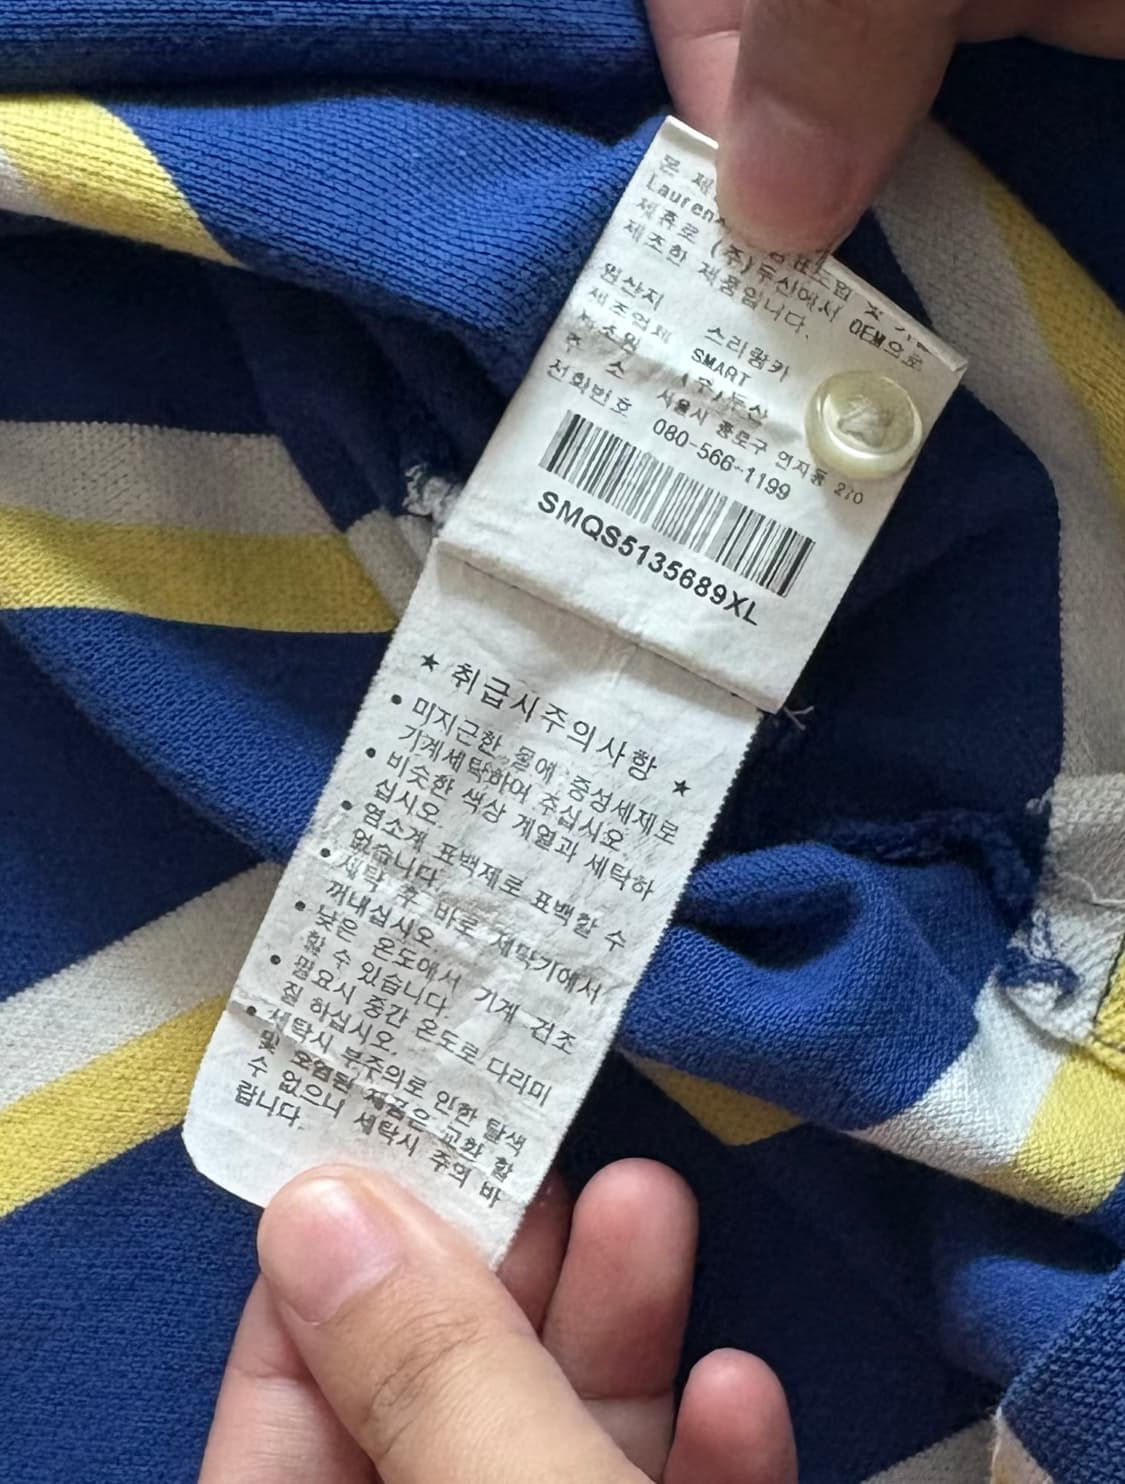 본 제
Lauren
제휴로 (주)두산에서 OEM으로
제조한 제품입니다.
원산지 스리랑카
제조업체 SMART
판매원 (주)두산
주 소 서울시 종로구 연지동 270
전화번호 080-566-1199
SMQS5135689XL
★ 취급시주의사항 ★
• 미지근한 물에 중성세제로
기계세탁하여 주십시오.
• 비슷한 색상 계열과 세탁하
십시오.
• 염소계 표백제로 표백할 수
없습니다.
• 세탁 후 바로 세탁기에서
꺼내십시오.
• 낮은 온도에서 기계 건조
할 수 있습니다.
• 필요시 중간 온도로 다리미
질 하십시오.
• 세탁시 부주의로 인한 탈색
및 오염된 제품은 교환 할
수 없으니 세탁시 주의 바
랍니다.